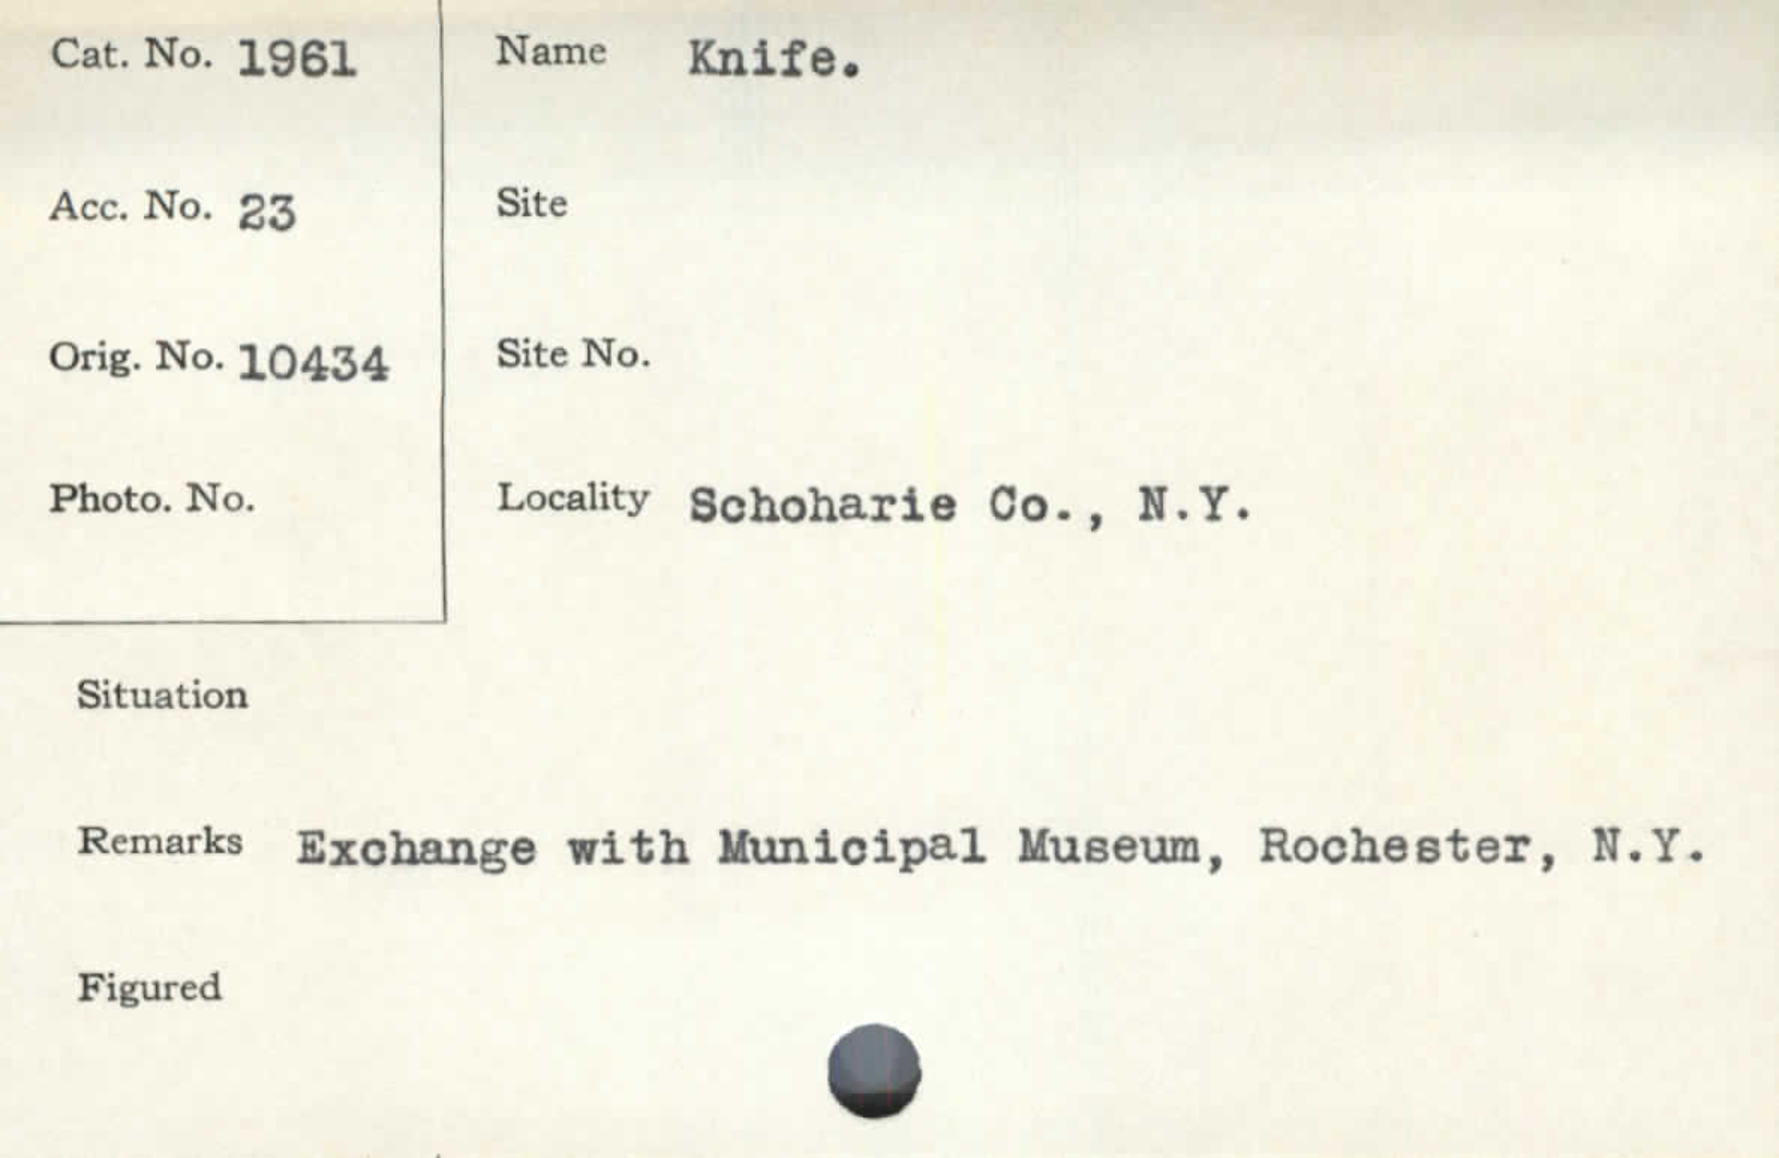 Cat. No. 1961
Name Knife.
Acc. No. 23
Site
Orig. No. 10434
Site No.
Photo. No.
Locality Schoharie Co., N.Y.
Situation
Remarks Exchange with Municipal Museum, Rochester, N.Y.
Figured